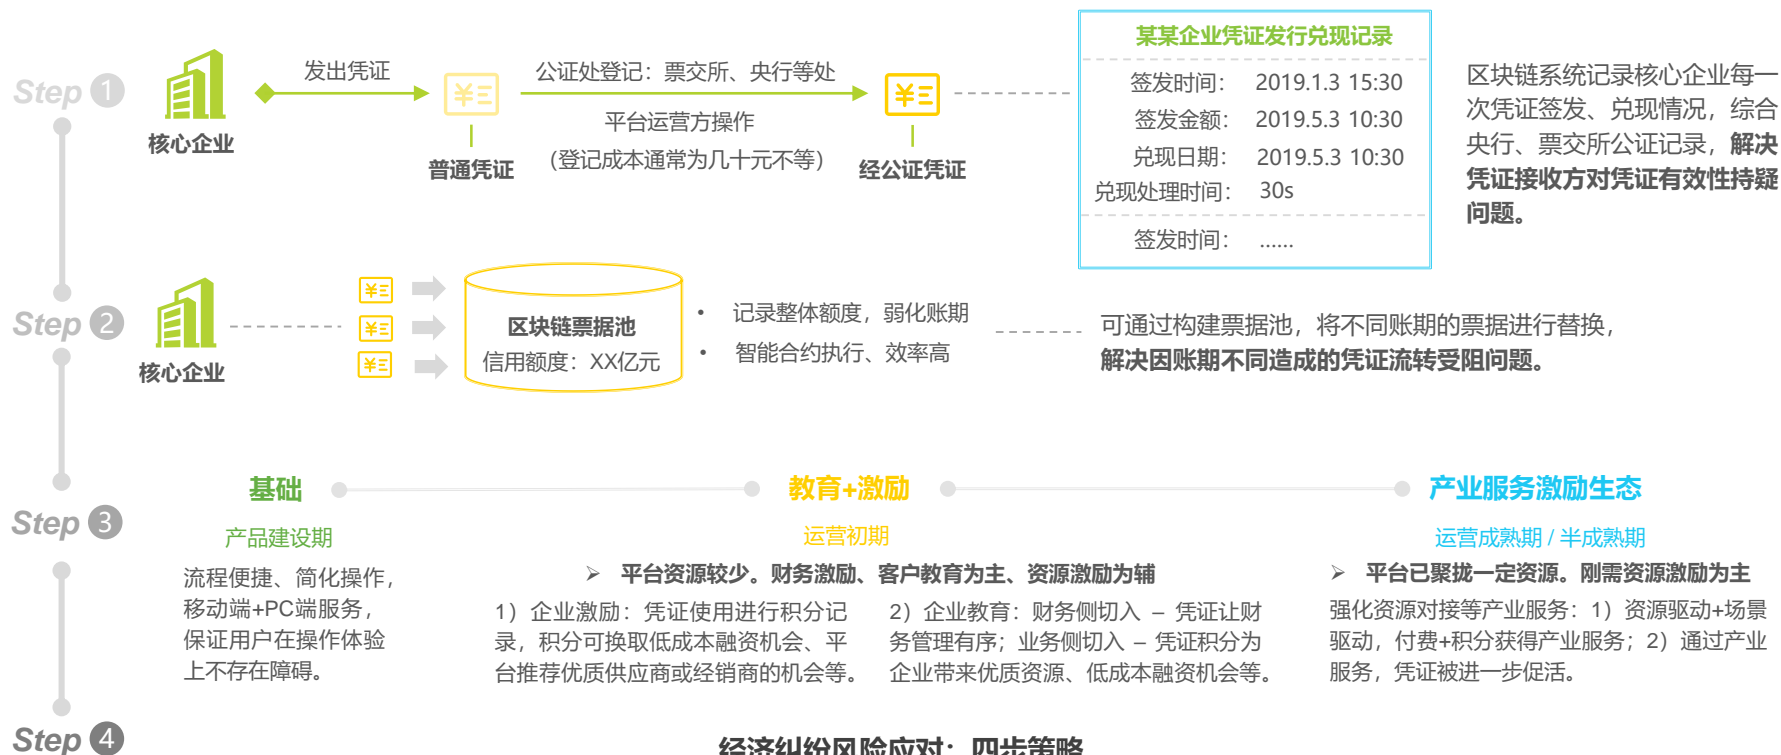 Step 1
核心企业
发出凭证
普通凭证
公证处登记：票交所、央行等处
平台运营方操作
（登记成本通常为几十元不等）
经公证凭证
某某企业凭证发行兑现记录
签发时间： 2019.1.3 15:30
签发金额： 2019.5.3 10:30
兑现日期： 2019.5.3 10:30
兑现处理时间： 30s
签发时间： ......
区块链系统记录核心企业每一
次凭证签发、兑现情况，综合
央行、票交所公证记录，解决
凭证接收方对凭证有效性持疑
问题。
Step 2
核心企业
区块链票据池
信用额度：XX亿元
• 记录整体额度，弱化账期
• 智能合约执行、效率高
可通过构建票据池，将不同账期的票据进行替换，
解决因账期不同造成的凭证流转受阻问题。
Step 3
基础
产品建设期
流程便捷、简化操作，
移动端+PC端服务，
保证用户在操作体验
上不存在障碍。
教育+激励
运营初期
➢ 平台资源较少。财务激励、客户教育为主、资源激励为辅
1）企业激励：凭证使用进行积分记
录，积分可换取低成本融资机会、平
台推荐优质供应商或经销商的机会等。
2）企业教育：财务侧切入 – 凭证让财
务管理有序；业务侧切入 – 凭证积分为
企业带来优质资源、低成本融资机会等。
产业服务激励生态
运营成熟期 / 半成熟期
➢ 平台已聚拢一定资源。刚需资源激励为主
强化资源对接等产业服务：1）资源驱动+场景
驱动，付费+积分获得产业服务；2）通过产业
服务，凭证被进一步促活。
Step 4
经济纠纷风险应对：四步策略